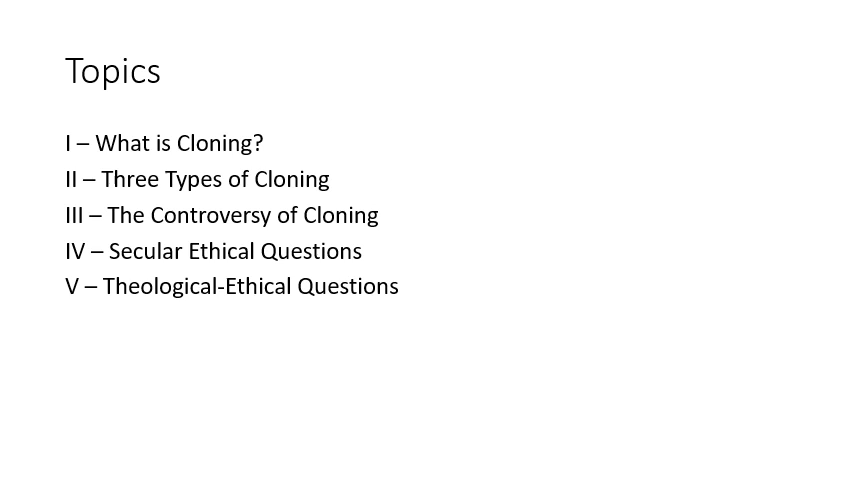 Topics
I – What is Cloning?
II – Three Types of Cloning
III – The Controversy of Cloning
IV – Secular Ethical Questions
V – Theological-Ethical Questions